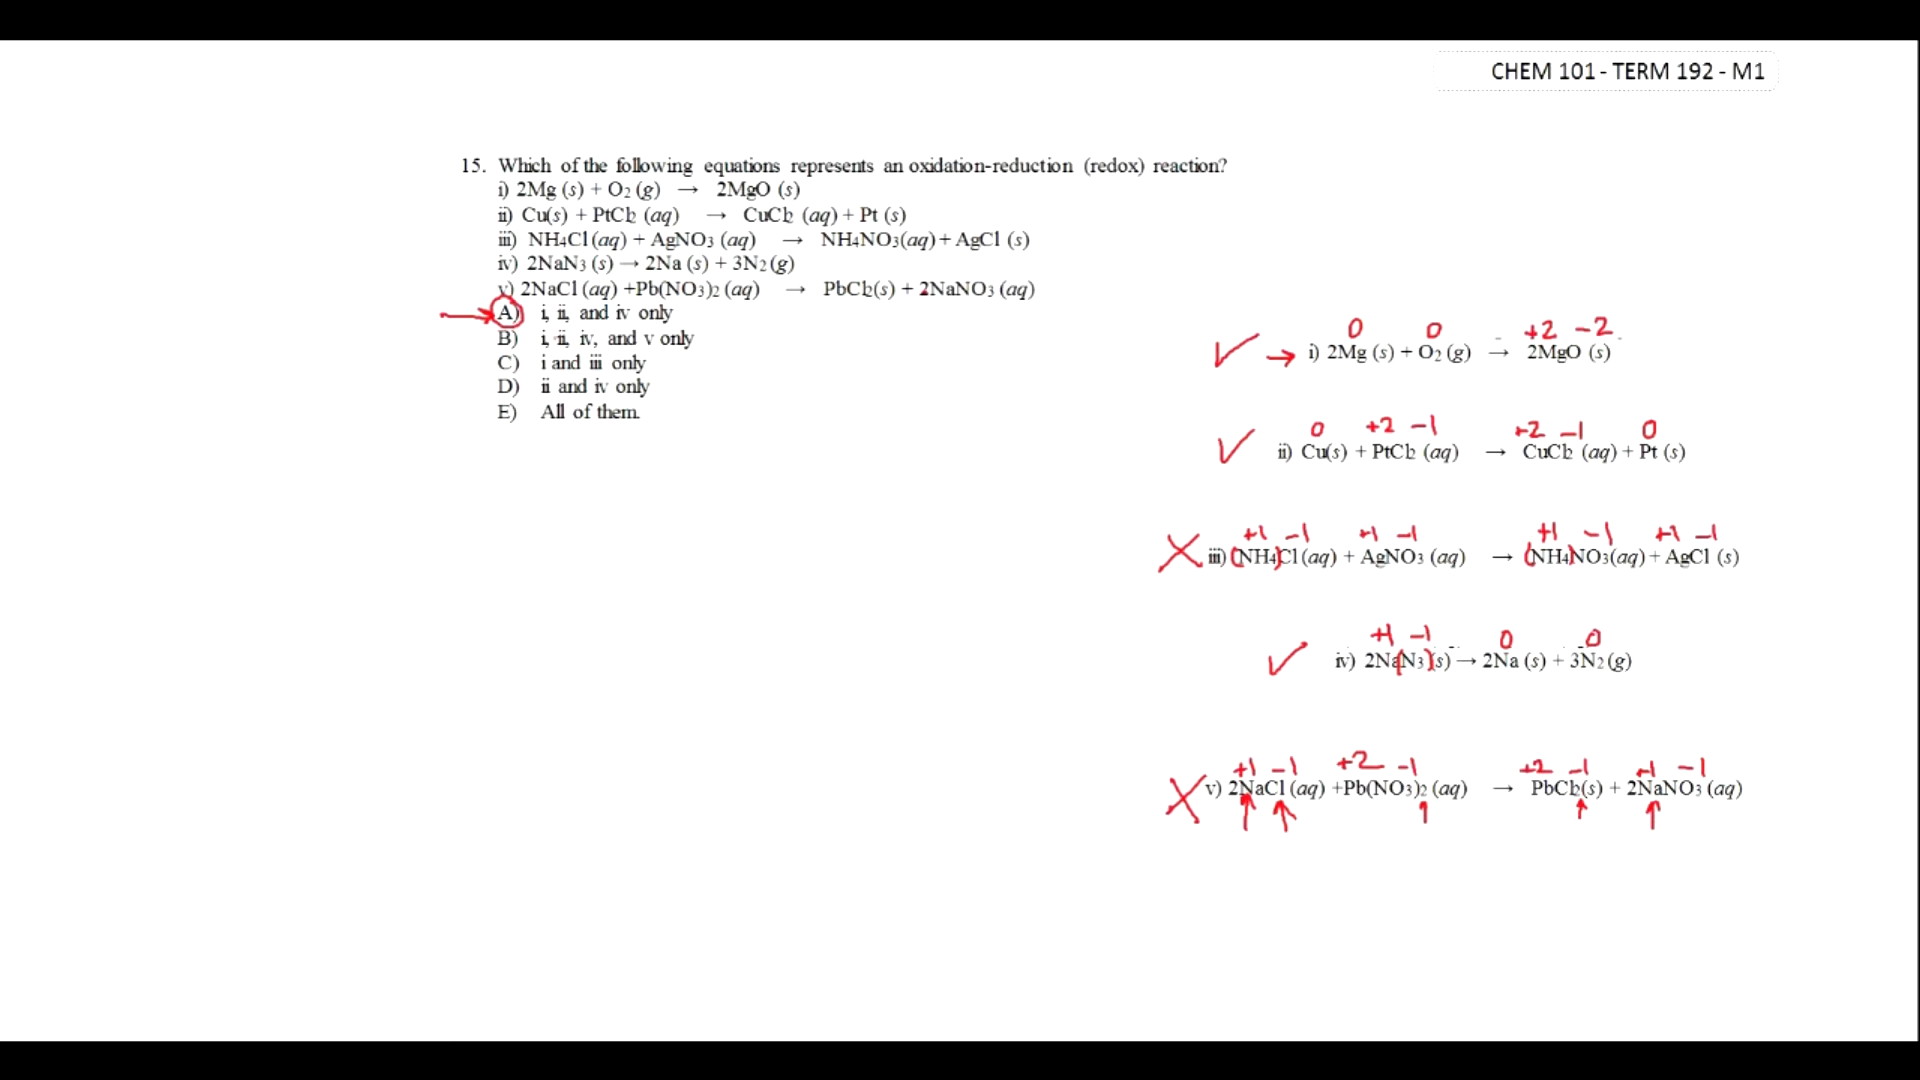 CHEM 101 - TERM 192 - M1
15. Which of the following equations represents an oxidation-reduction (redox) reaction?
i) 2Mg (s) + O2 (g) → 2MgO (s)
ii) Cu(s) + PtCl2 (aq) → CuCl2 (aq) + Pt (s)
iii) NH4Cl (aq) + AgNO3 (aq) → NH4NO3(aq) + AgCl (s)
iv) 2NaN3 (s) → 2Na (s) + 3N2 (g)
v) 2NaCl (aq) +Pb(NO3)2 (aq) → PbCl2(s) + 2NaNO3 (aq)
A) i, ii, and iv only
B) i, ii, iv, and v only
C) i and iii only
D) ii and iv only
E) All of them.
0 0 +2 -2
i) 2Mg (s) + O2 (g) → 2MgO (s)
0 +2 -1 +2 -1 0
ii) Cu(s) + PtCl2 (aq) → CuCl2 (aq) + Pt (s)
+1 -1 +1 -1 +1 -1 +1 -1
iii) (NH4)Cl (aq) + AgNO3 (aq) → (NH4)NO3(aq) + AgCl (s)
+1 -1 0 0
iv) 2Na(N3)(s) → 2Na (s) + 3N2 (g)
+1 -1 +2 -1 +2 -1 +1 -1
v) 2NaCl (aq) +Pb(NO3)2 (aq) → PbCl2(s) + 2NaNO3 (aq)